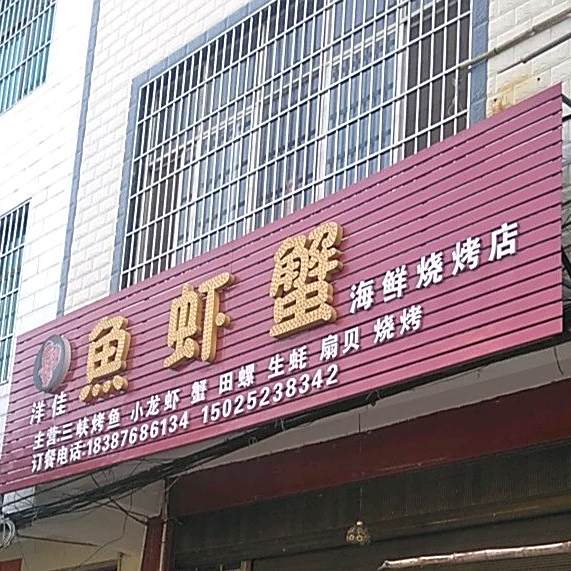 洋佳
魚虾蟹
海鲜烧烤店
主营:三峡烤鱼 小龙虾 蟹 田螺 生蚝 扇贝 烧烤
订餐电话:18387686134 15025238342